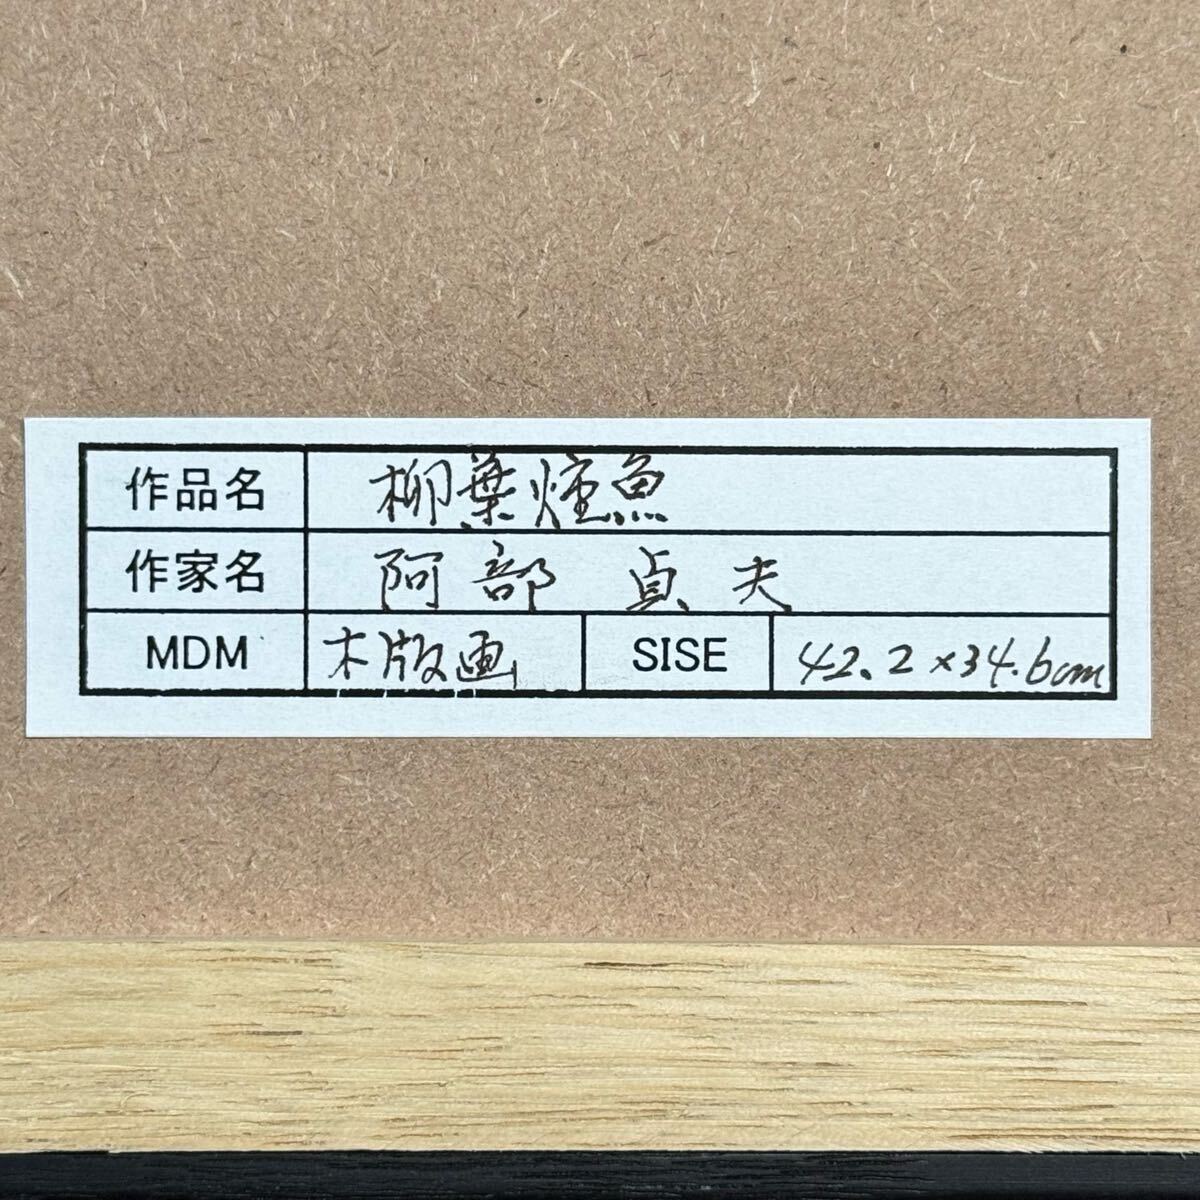 作品名 柳葉煙魚
作家名 阿部 貞夫
MDM 木版画 SISE 42.2×34.6cm